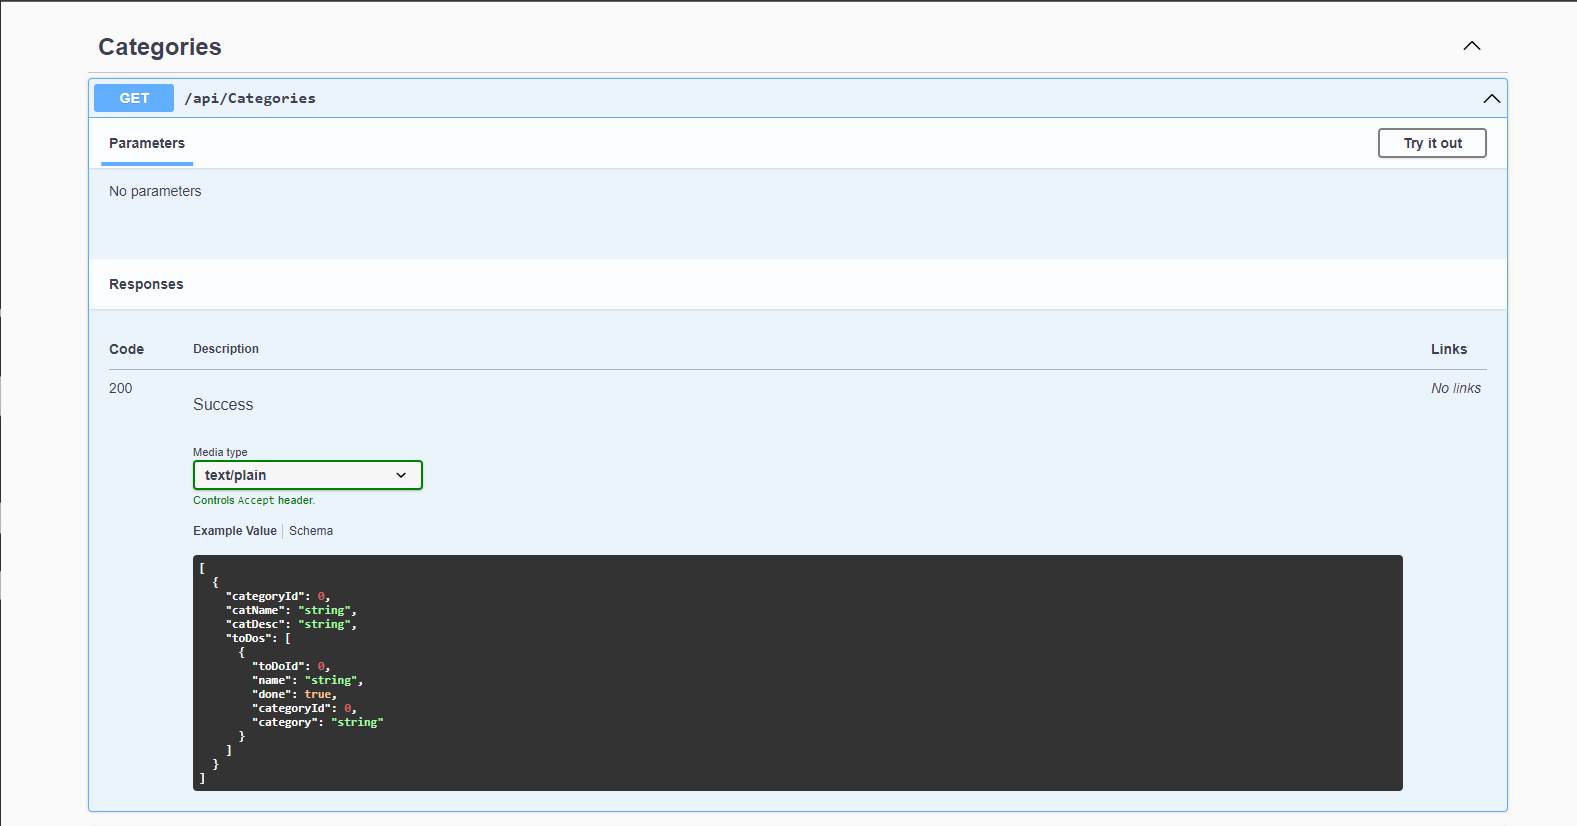 Categories
GET /api/Categories
Parameters
Try it out
No parameters
Responses
Code Description Links
200 No links
Success
Media type
text/plain
Controls Accept header.
Example Value Schema
[
  {
    "categoryId": 0,
    "catName": "string",
    "catDesc": "string",
    "toDos": [
      {
        "toDoId": 0,
        "name": "string",
        "done": true,
        "categoryId": 0,
        "category": "string"
      }
    ]
  }
]